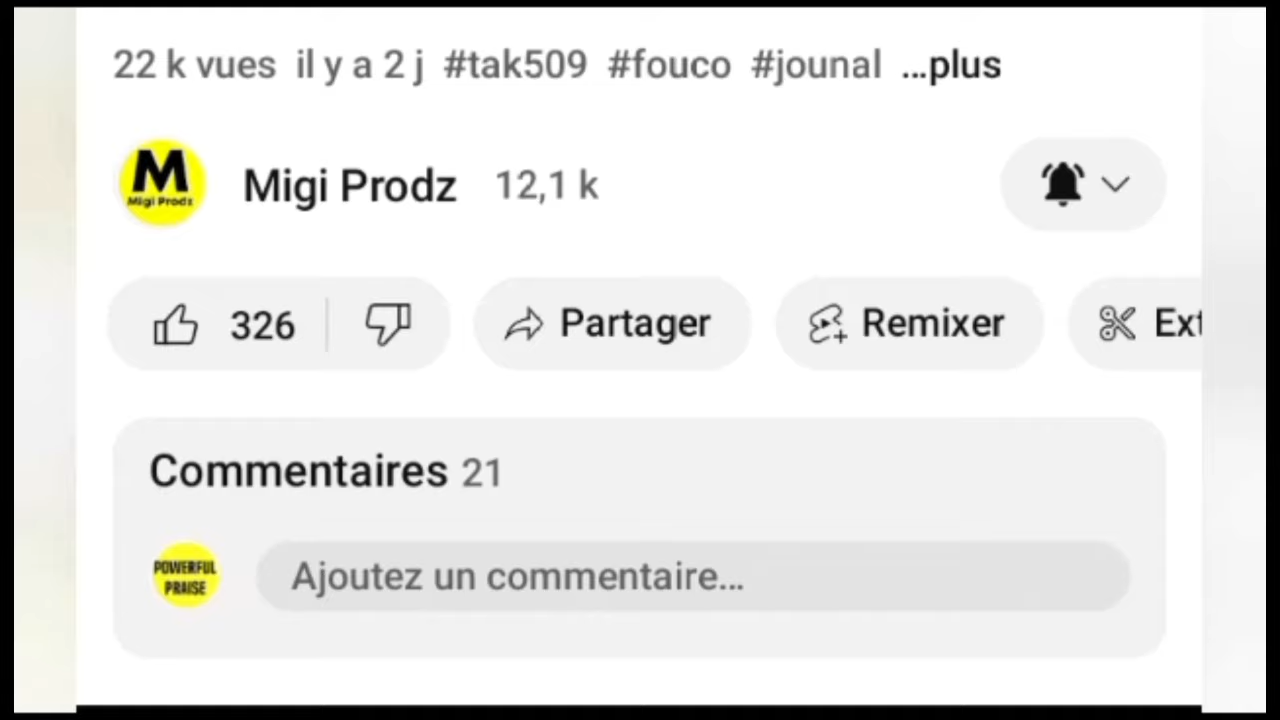 22 k vues il y a 2 j #tak509 #fouco #jounal ...plus
M
Migi Prodz
Migi Prodz 12,1 k
326
Partager
Remixer
Ext
Commentaires 21
POWERFUL
PRAISE
Ajoutez un commentaire...